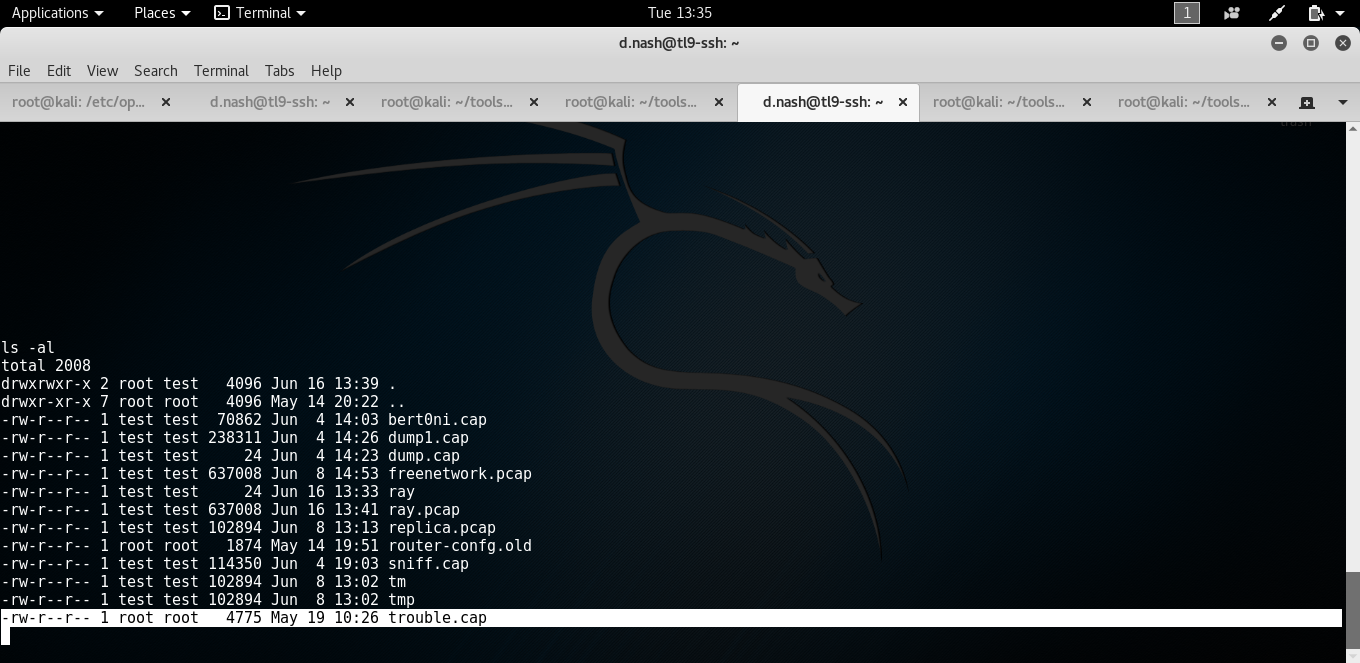 Applications Places Terminal Tue 13:35 1
d.nash@tl9-ssh: ~
File Edit View Search Terminal Tabs Help
root@kali: /etc/op... d.nash@tl9-ssh: ~ root@kali: ~/tools... root@kali: ~/tools... d.nash@tl9-ssh: ~ root@kali: ~/tools... root@kali: ~/tools...
ls -al
total 2008
drwxrwxr-x 2 root test   4096 Jun 16 13:39 .
drwxr-xr-x 7 root root   4096 May 14 20:22 ..
-rw-r--r-- 1 test test  70862 Jun  4 14:03 bert0ni.cap
-rw-r--r-- 1 test test 238311 Jun  4 14:26 dump1.cap
-rw-r--r-- 1 test test     24 Jun  4 14:23 dump.cap
-rw-r--r-- 1 test test 637008 Jun  8 14:53 freenetwork.pcap
-rw-r--r-- 1 test test     24 Jun 16 13:33 ray
-rw-r--r-- 1 test test 637008 Jun 16 13:41 ray.pcap
-rw-r--r-- 1 test test 102894 Jun  8 13:13 replica.pcap
-rw-r--r-- 1 root root   1874 May 14 19:51 router-confg.old
-rw-r--r-- 1 test test 114350 Jun  4 19:03 sniff.cap
-rw-r--r-- 1 test test 102894 Jun  8 13:02 tm
-rw-r--r-- 1 test test 102894 Jun  8 13:02 tmp
-rw-r--r-- 1 root root   4775 May 19 10:26 trouble.cap